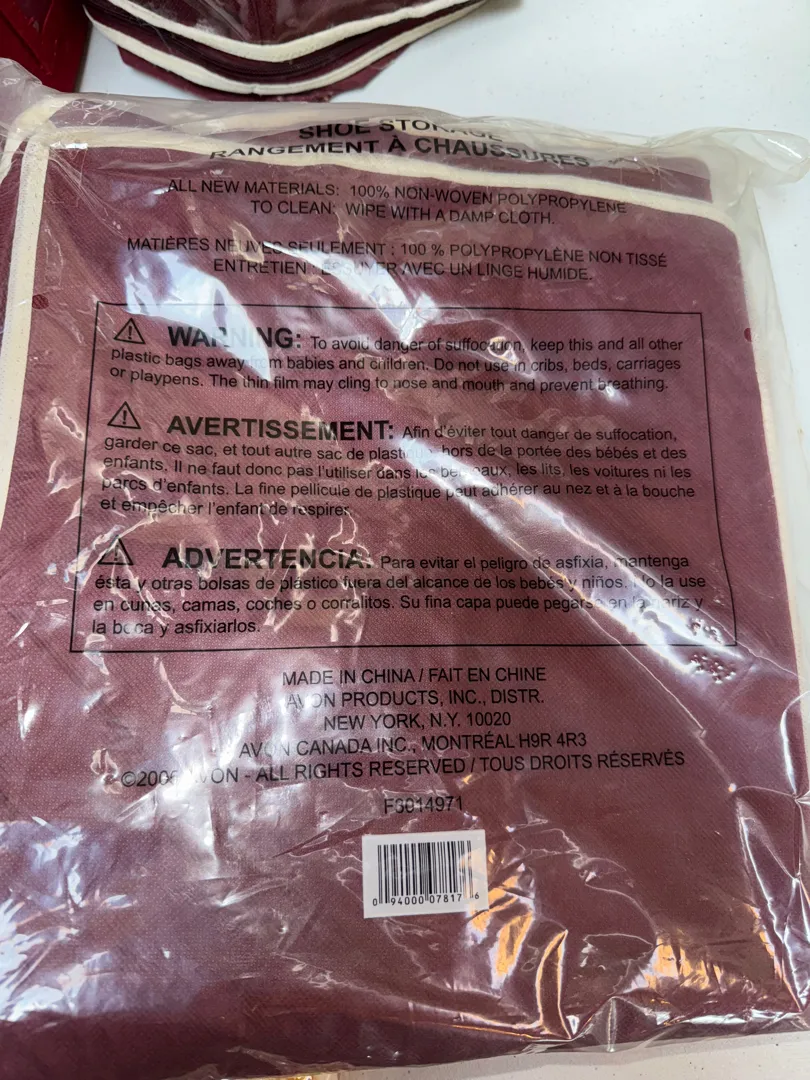 SHOE STORAGE
RANGEMENT À CHAUSSURES
ALL NEW MATERIALS: 100% NON-WOVEN POLYPROPYLENE
TO CLEAN: WIPE WITH A DAMP CLOTH.
MATIÈRES NEUVES SEULEMENT : 100 % POLYPROPYLÈNE NON TISSÉ
ENTRETIEN : ESSUYER AVEC UN LINGE HUMIDE.
WARNING: To avoid danger of suffocation, keep this and all other
plastic bags away from babies and children. Do not use in cribs, beds, carriages
or playpens. The thin film may cling to nose and mouth and prevent breathing.
AVERTISSEMENT: Afin d'éviter tout danger de suffocation,
garder ce sac, et tout autre sac de plastique hors de la portée des bébés et des
enfants. Il ne faut donc pas l'utiliser dans les berceaux, les lits, les voitures ni les
parcs d'enfants. La fine pellicule de plastique peut adhérer au nez et à la bouche
et empêcher l'enfant de respirer.
ADVERTENCIA: Para evitar el peligro de asfixia, mantenga
ésta y otras bolsas de plástico fuera del alcance de los bebés y niños. No la use
en cunas, camas, coches o corralitos. Su fina capa puede pegarse en la nariz y
la boca y asfixiarlos.
MADE IN CHINA / FAIT EN CHINE
AVON PRODUCTS, INC., DISTR.
NEW YORK, N.Y. 10020
AVON CANADA INC., MONTRÉAL H9R 4R3
AVON - ALL RIGHTS RESERVED / TOUS DROITS RÉSERVÉS
F3014971
0 94000 07817 6